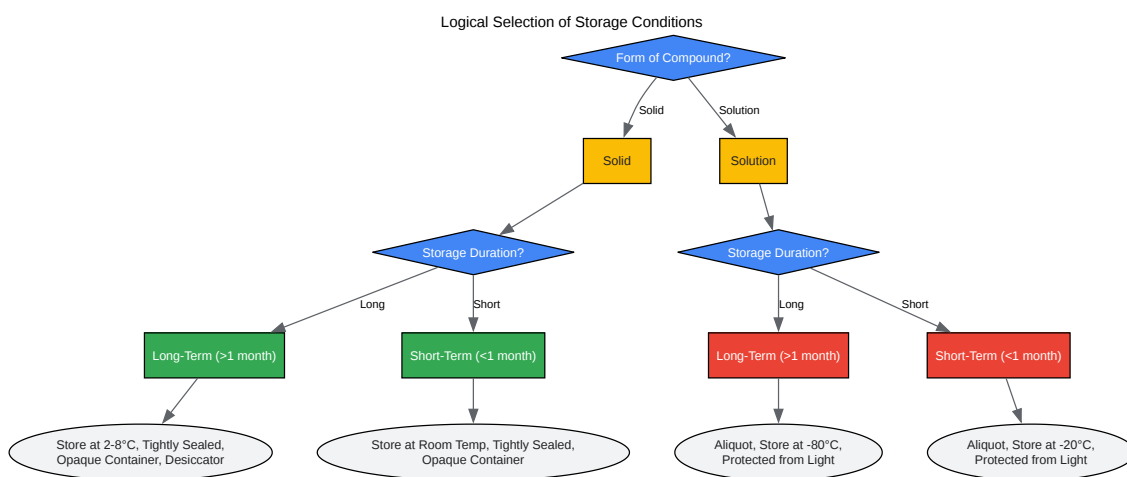 Logical Selection of Storage Conditions
Form of Compound?
Solid
Solution
Solid
Solution
Storage Duration?
Storage Duration?
Long
Short
Long
Short
Long-Term (>1 month)
Short-Term (<1 month)
Long-Term (>1 month)
Short-Term (<1 month)
Store at 2-8°C, Tightly Sealed,
Opaque Container, Desiccator
Store at Room Temp, Tightly Sealed,
Opaque Container
Aliquot, Store at -80°C,
Protected from Light
Aliquot, Store at -20°C,
Protected from Light